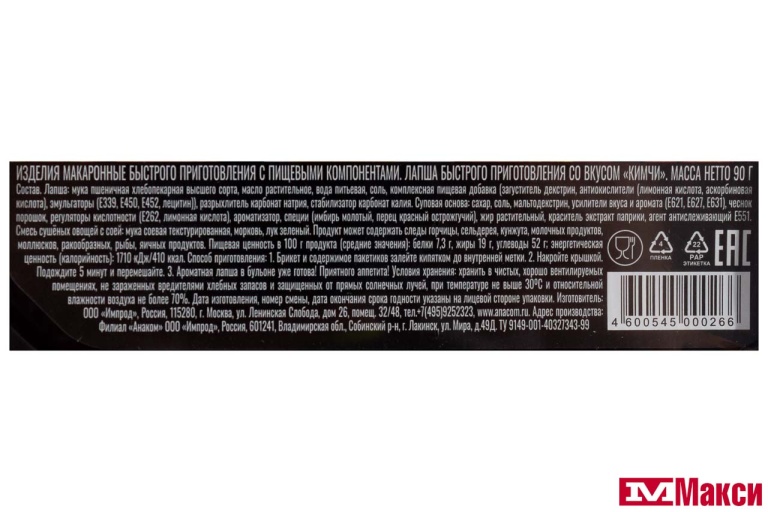 ИЗДЕЛИЯ МАКАРОННЫЕ БЫСТРОГО ПРИГОТОВЛЕНИЯ С ПИЩЕВЫМИ КОМПОНЕНТАМИ. ЛАПША БЫСТРОГО ПРИГОТОВЛЕНИЯ СО ВКУСОМ «КИМЧИ». МАССА НЕТТО 90 Г
Состав. Лапша: мука пшеничная хлебопекарная высшего сорта, масло растительное, вода питьевая, соль, комплексная пищевая добавка (загуститель декстрин, антиокислители (лимонная кислота, аскорбиновая
кислота), эмульгаторы (Е339, Е450, Е452, лецитин)), разрыхлитель карбонат натрия, стабилизатор карбонат калия. Суповая основа: сахар, соль, мальтодекстрин, усилители вкуса и аромата (Е621, Е627, Е631), чеснок
порошок, регуляторы кислотности (Е262, лимонная кислота), ароматизатор, специи (имбирь молотый, перец красный острожгучий), жир растительный, краситель экстракт паприки, агент антислеживающий Е551.
Смесь сушёных овощей с соей: мука соевая текстурированная, морковь, лук зеленый. Продукт может содержать следы горчицы, сельдерея, кунжута, молочных продуктов,
моллюсков, ракообразных, рыбы, яичных продуктов. Пищевая ценность в 100 г продукта (средние значения): белки 7,3 г, жиры 19 г, углеводы 52 г; энергетическая
ценность (калорийность): 1710 кДж/410 ккал. Способ приготовления: 1. Брикет и содержимое пакетиков залейте кипятком до внутренней метки. 2. Накройте крышкой.
Подождите 5 минут и перемешайте. 3. Ароматная лапша в бульоне уже готова! Приятного аппетита! Условия хранения: хранить в чистых, хорошо вентилируемых
помещениях, не зараженных вредителями хлебных запасов и защищенных от прямых солнечных лучей, при температуре не выше 30°С и относительной
влажности воздуха не более 70%. Дата изготовления, номер смены, дата окончания срока годности указаны на лицевой стороне упаковки. Изготовитель:
ООО «Импрод», Россия, 115280, г. Москва, ул. Ленинская Слобода, дом 26, помещ. 32/48, тел.+7(495)9252323, www.anacom.ru. Адрес производства:
Филиал «Анаком» ООО «Импрод», Россия, 601241, Владимирская обл., Собинский р-н, г. Лакинск, ул. Мира, д.49Д. ТУ 9149-001-40327343-99
4
ПЛЕНКА
22
PAP
ЭТИКЕТКА
ЕАС
4 600545 000266 >
М Макси